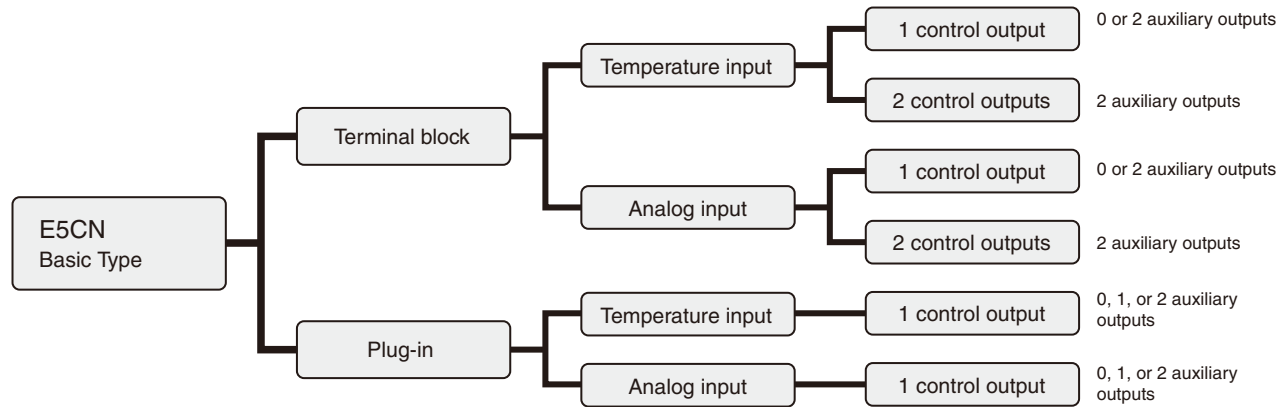 E5CN
Basic Type
Terminal block
Temperature input
1 control output
0 or 2 auxiliary outputs
2 control outputs
2 auxiliary outputs
Analog input
1 control output
0 or 2 auxiliary outputs
2 control outputs
2 auxiliary outputs
Plug-in
Temperature input
1 control output
0, 1, or 2 auxiliary
outputs
Analog input
1 control output
0, 1, or 2 auxiliary
outputs